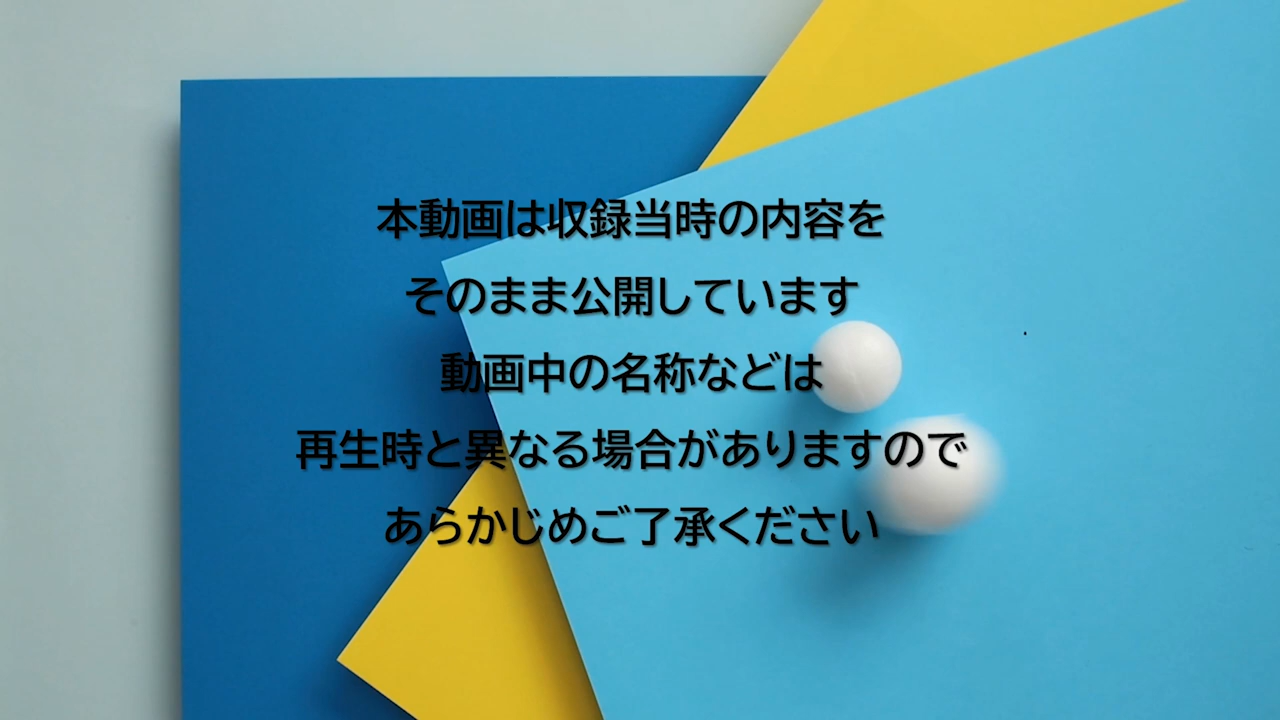 本動画は収録当時の内容を
そのまま公開しています
動画中の名称などは
再生時と異なる場合がありますので
あらかじめご了承ください